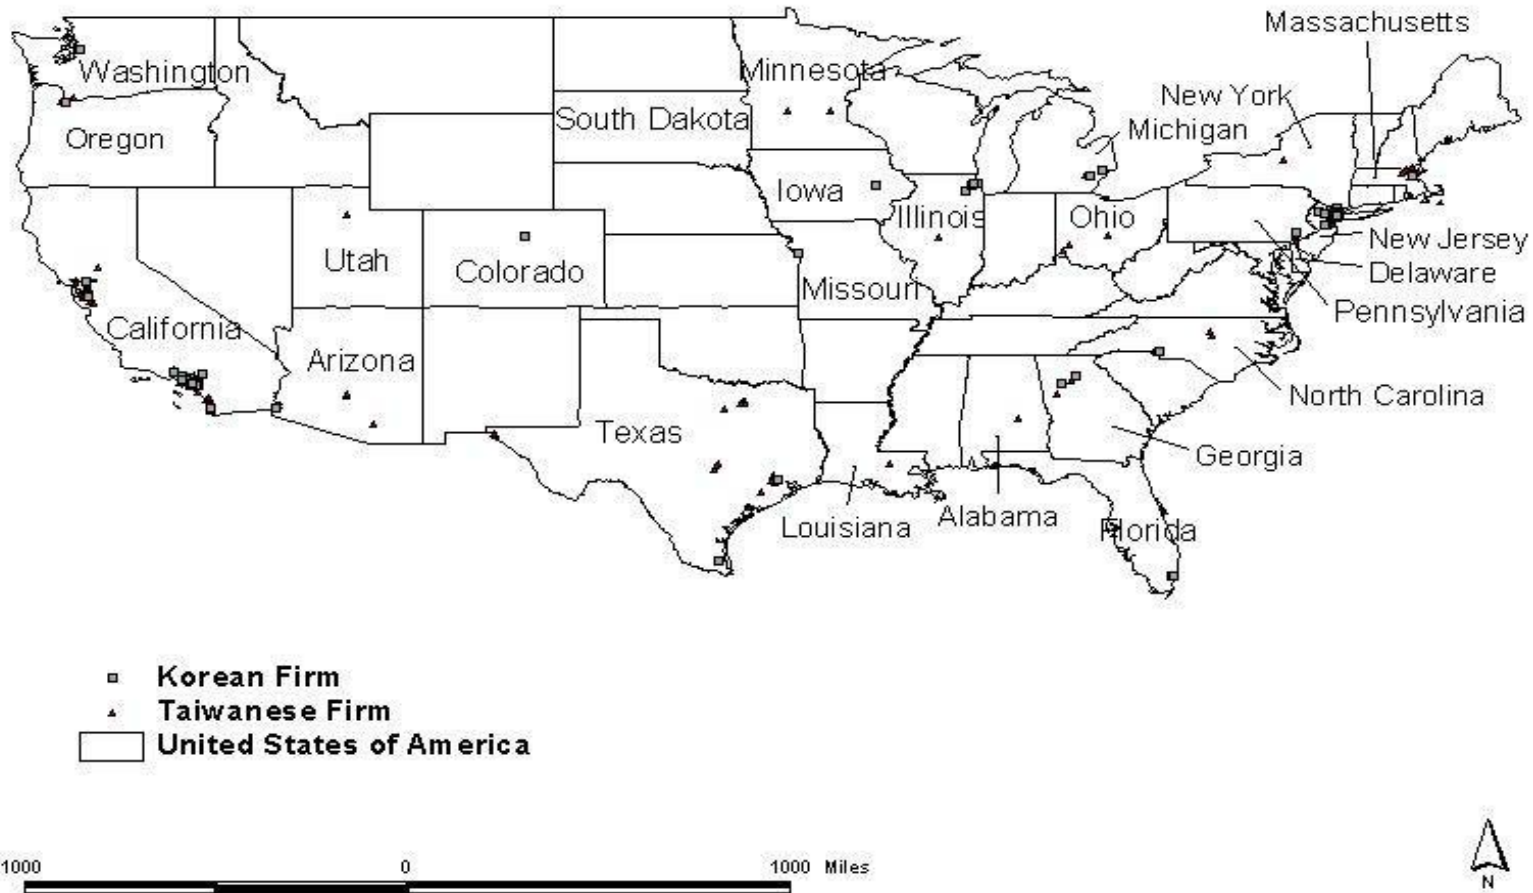 Massachusetts
Washington
Minnesota
New York
South Dakota
Michigan
Oregon
Iowa
Illinois
Ohio
New Jersey
Utah
Colorado
Delaware
Missouri
Pennsylvania
California
Arizona
North Carolina
Texas
Georgia
Louisiana
Alabama
Florida
Korean Firm
Taiwanese Firm
United States of America
1000 0 1000 Miles
N